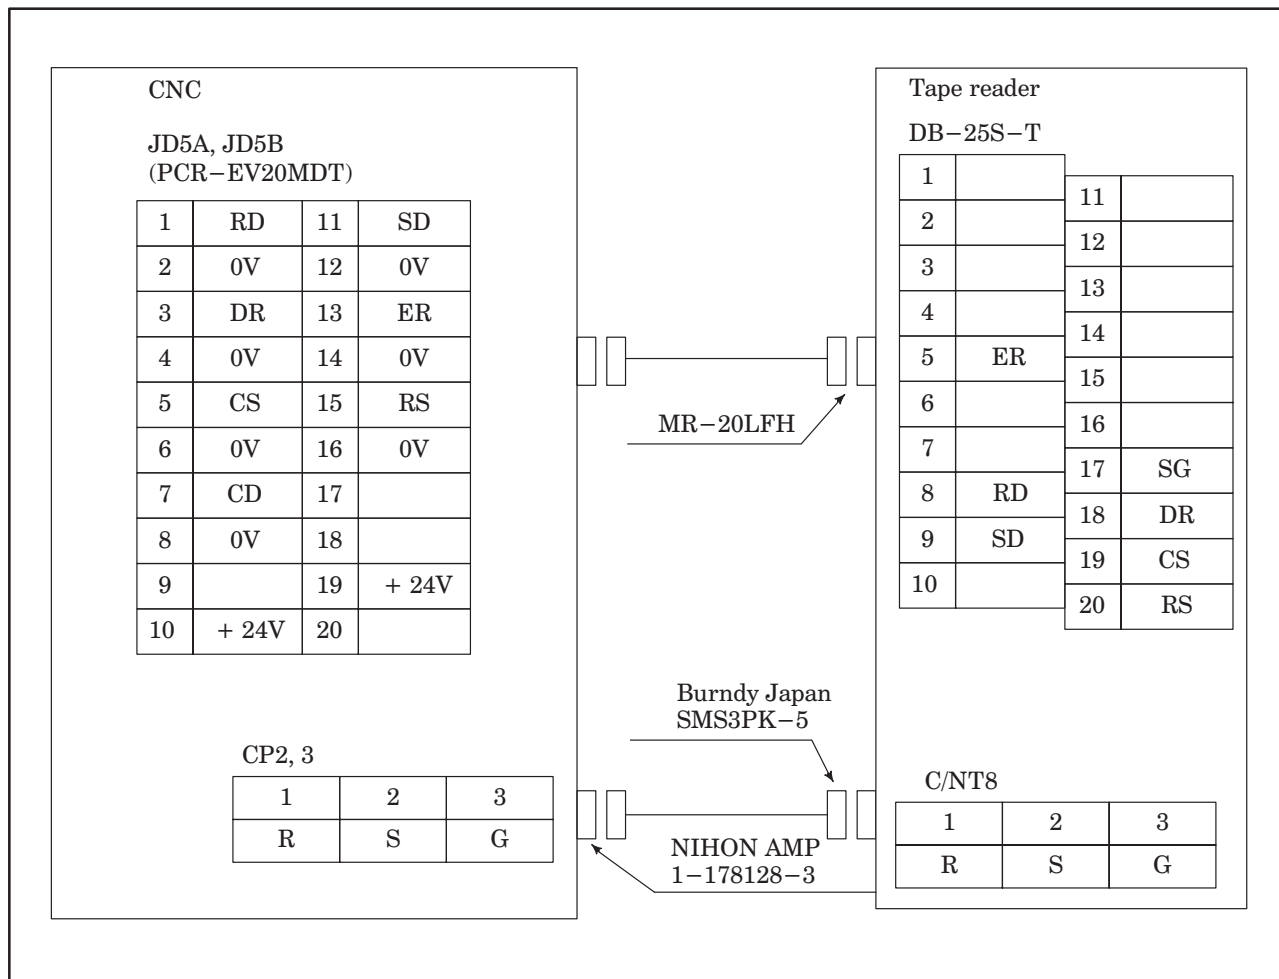 CNC
JD5A, JD5B
(PCR−EV20MDT)
1 RD 11 SD
2 0V 12 0V
3 DR 13 ER
4 0V 14 0V
5 CS 15 RS
6 0V 16 0V
7 CD 17
8 0V 18
9 19 + 24V
10 + 24V 20
CP2, 3
1 2 3
R S G
MR−20LFH
Burndy Japan
SMS3PK−5
NIHON AMP
1−178128−3
Tape reader
DB−25S−T
1
2
3
4
5 ER
6
7
8 RD
9 SD
10
11
12
13
14
15
16
17 SG
18 DR
19 CS
20 RS
C/NT8
1 2 3
R S G